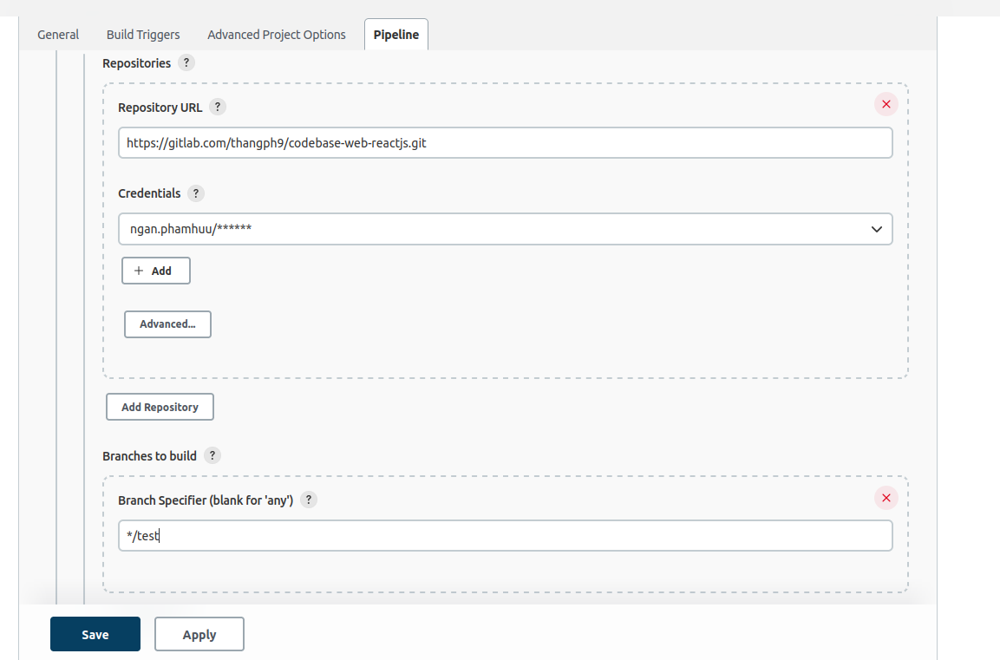 General Build Triggers Advanced Project Options Pipeline
Repositories ?
Repository URL ?
https://gitlab.com/thangph9/codebase-web-reactjs.git
Credentials ?
ngan.phamhuu/******
+ Add
Advanced...
Add Repository
Branches to build ?
Branch Specifier (blank for 'any') ?
*/test
Save Apply